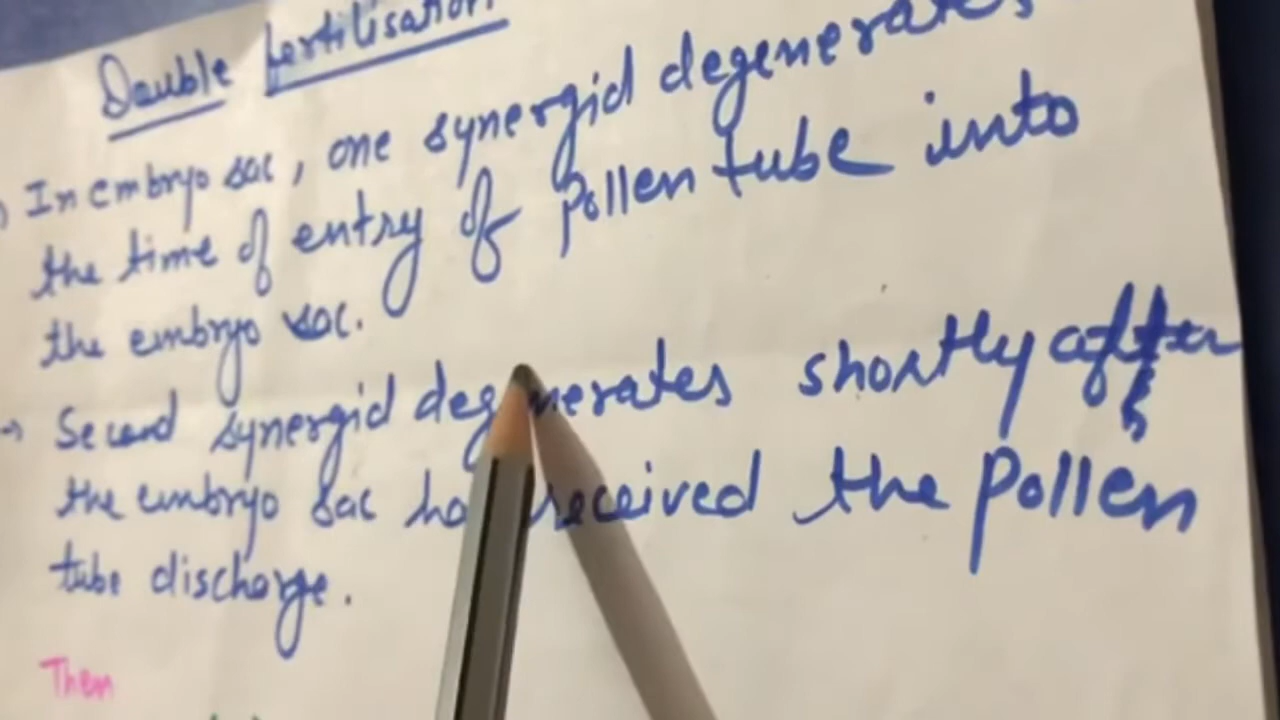 Double fertilisation
In embryo sac, one synergid degenerates
the time of entry of pollen tube into
the embryo sac.
→ Second synergid degenerates shortly after
the embryo sac has received the pollen
tube discharge.
Then